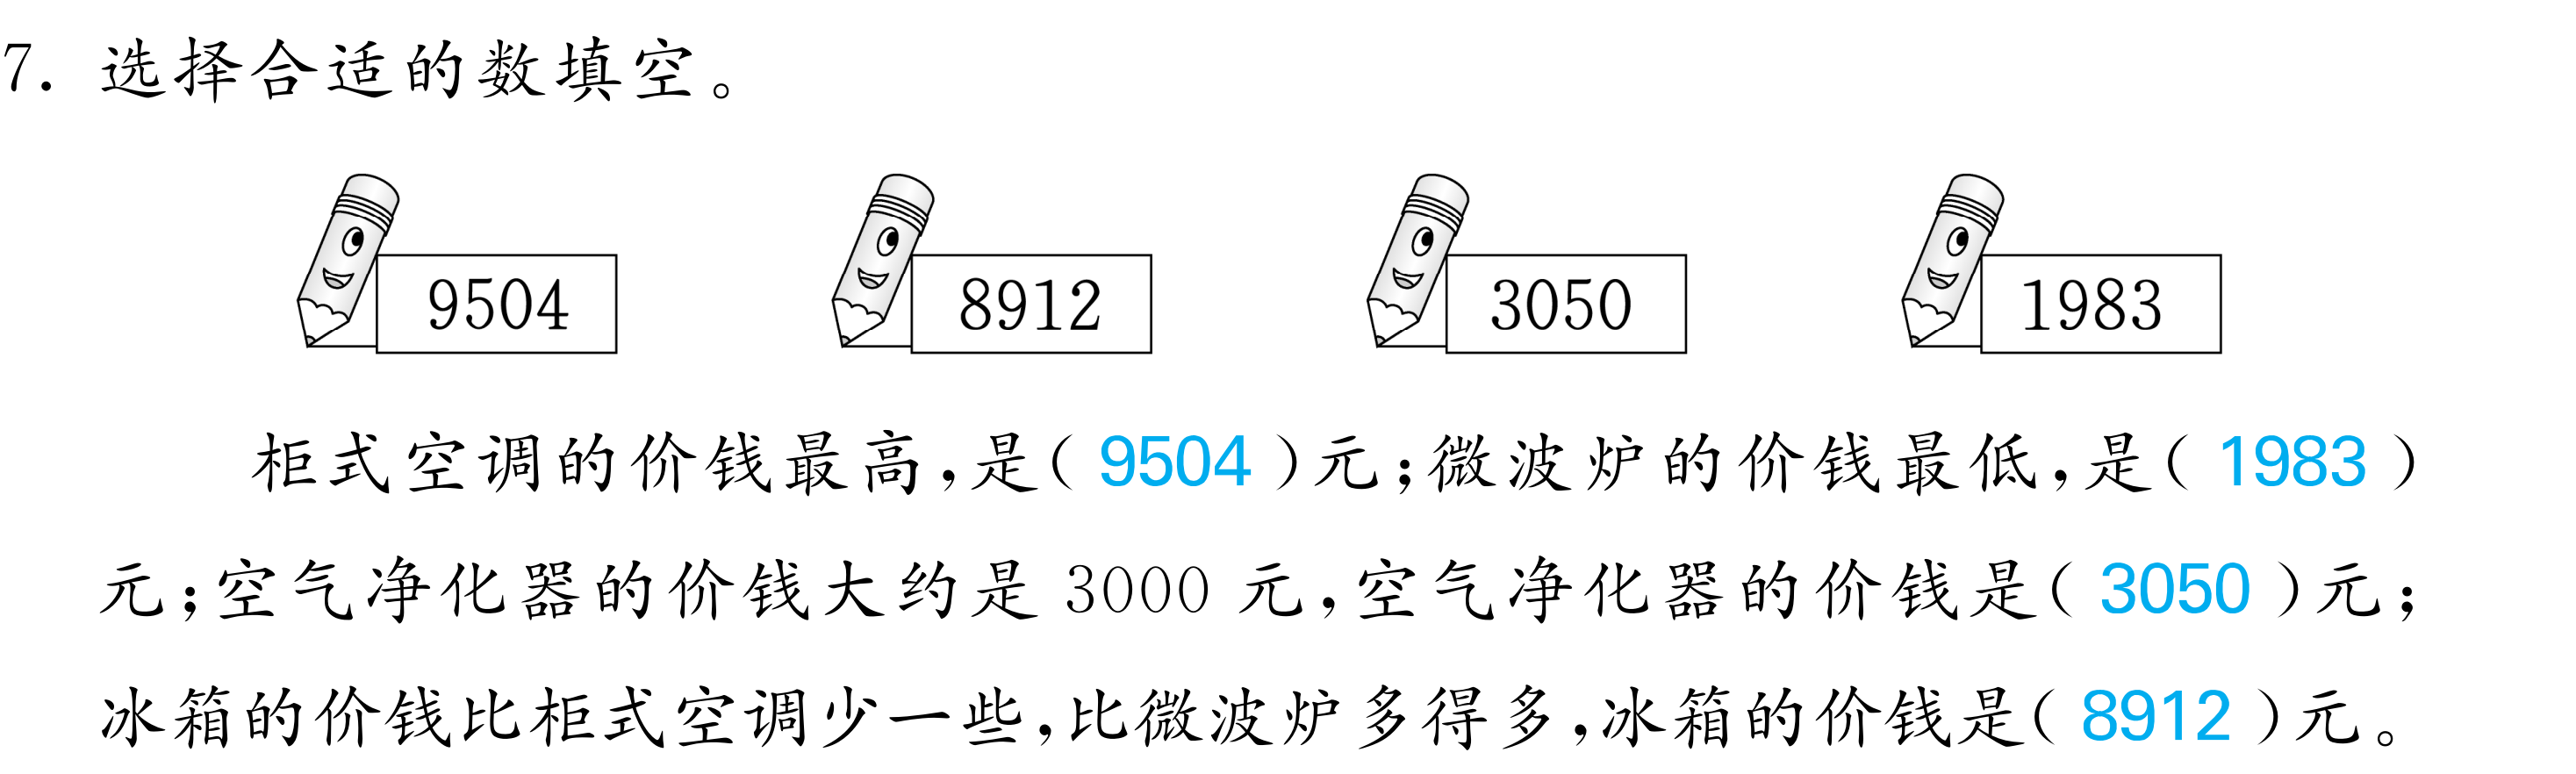 7. 选择合适的数填空。
9504 8912 3050 1983
柜式空调的价钱最高,是( 9504 )元;微波炉的价钱最低,是( 1983 )
元;空气净化器的价钱大约是 3000 元,空气净化器的价钱是( 3050 )元;
冰箱的价钱比柜式空调少一些,比微波炉多得多,冰箱的价钱是( 8912 )元。